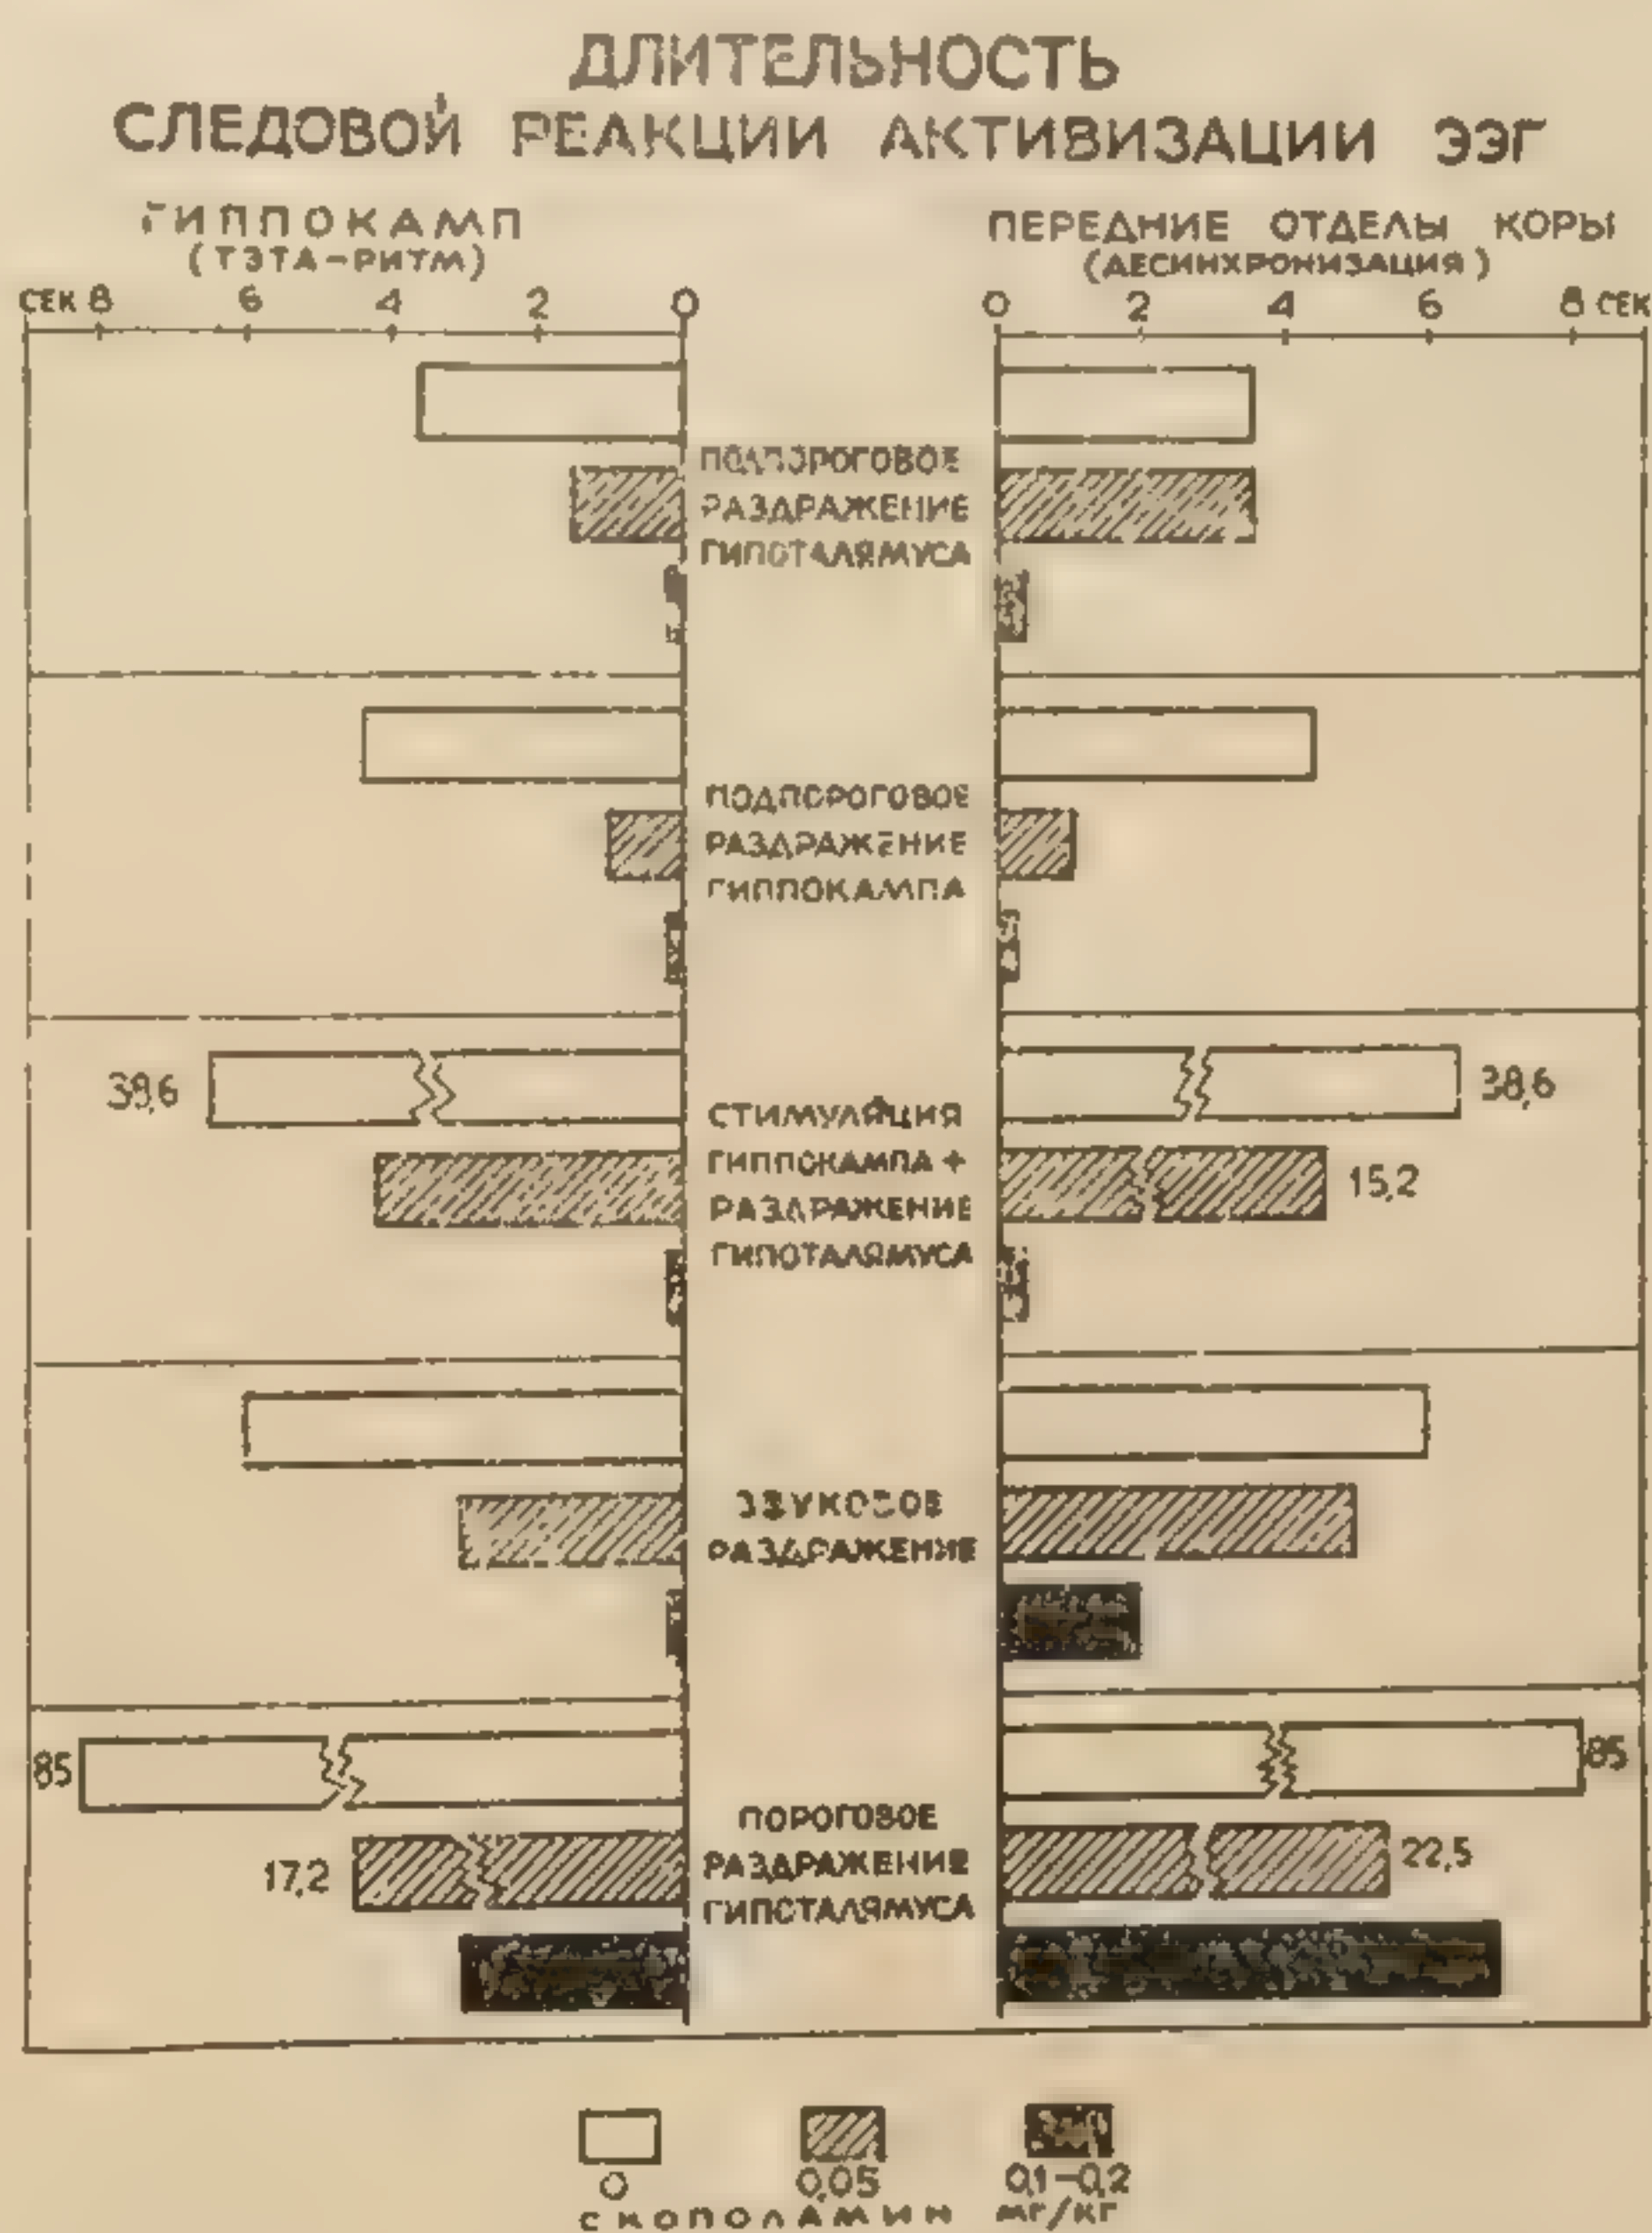 ДЛИТЕЛЬНОСТЬ
СЛЕДОВОЙ РЕАКЦИИ АКТИВИЗАЦИИ ЭЭГ
ГИППОКАМП
(ТЭТА-РИТМ)
ПЕРЕДНИЕ ОТДЕЛЫ КОРЫ
(ДЕСИНХРОНИЗАЦИЯ)
СЕК 8 6 4 2 0
0 2 4 6 8 СЕК
ПОДПОРОГОВОЕ
РАЗДРАЖЕНИЕ
ГИПОТАЛЯМУСА
ПОДПОРОГОВОЕ
РАЗДРАЖЕНИЕ
ГИППОКАМПА
38,6
СТИМУЛЯЦИЯ
ГИППОКАМПА +
РАЗДРАЖЕНИЕ
ГИПОТАЛЯМУСА
38,6
15,2
ЗВУКОВОЕ
РАЗДРАЖЕНИЕ
85
17,2
ПОРОГОВОЕ
РАЗДРАЖЕНИЕ
ГИПОТАЛЯМУСА
85
22,5
0 0,05 0,1-0,2
скополамин мг/кг